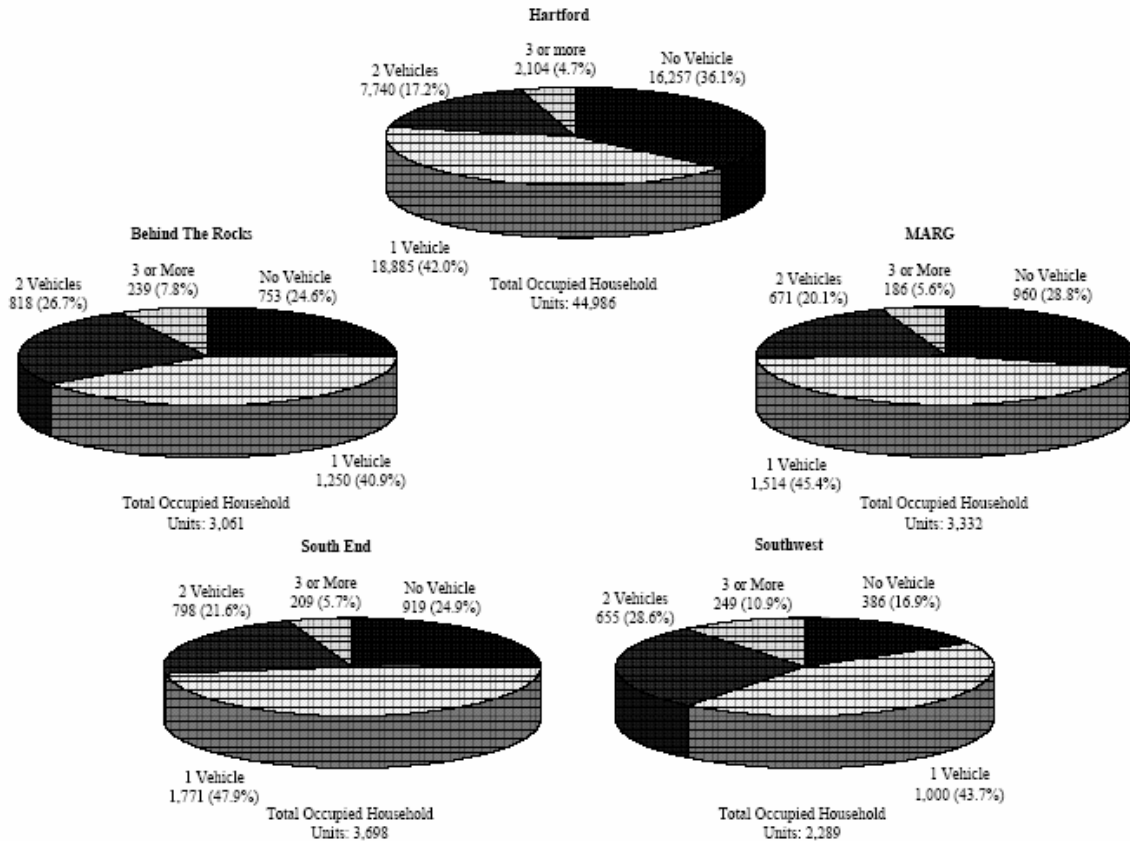 Hartford
3 or more
2,104 (4.7%)
No Vehicle
16,257 (36.1%)
2 Vehicles
7,740 (17.2%)
1 Vehicle
18,885 (42.0%)
Total Occupied Household
Units: 44,986
Behind The Rocks
2 Vehicles
818 (26.7%)
3 or More
239 (7.8%)
No Vehicle
753 (24.6%)
1 Vehicle
1,250 (40.9%)
Total Occupied Household
Units: 3,061
MARG
2 Vehicles
671 (20.1%)
3 or More
186 (5.6%)
No Vehicle
960 (28.8%)
1 Vehicle
1,514 (45.4%)
Total Occupied Household
Units: 3,332
South End
2 Vehicles
798 (21.6%)
3 or More
209 (5.7%)
No Vehicle
919 (24.9%)
1 Vehicle
1,771 (47.9%)
Total Occupied Household
Units: 3,698
Southwest
2 Vehicles
655 (28.6%)
3 or More
249 (10.9%)
No Vehicle
386 (16.9%)
1 Vehicle
1,000 (43.7%)
Total Occupied Household
Units: 2,289